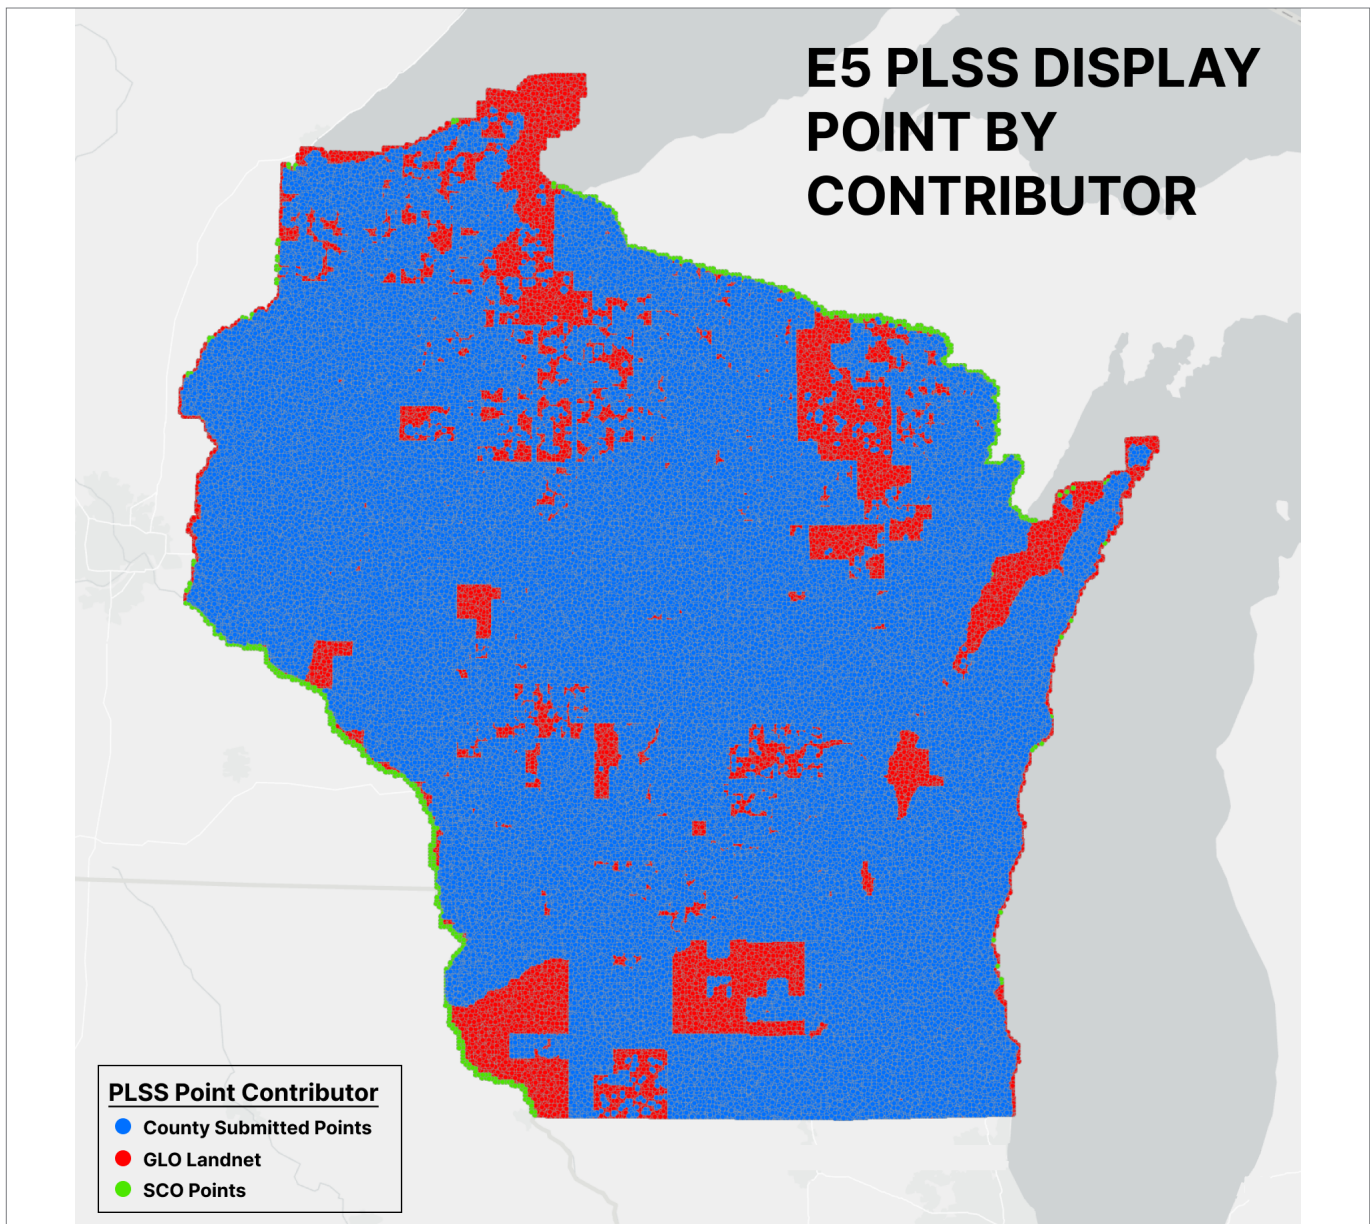 E5 PLSS DISPLAY
POINT BY
CONTRIBUTOR
PLSS Point Contributor
County Submitted Points
GLO Landnet
SCO Points